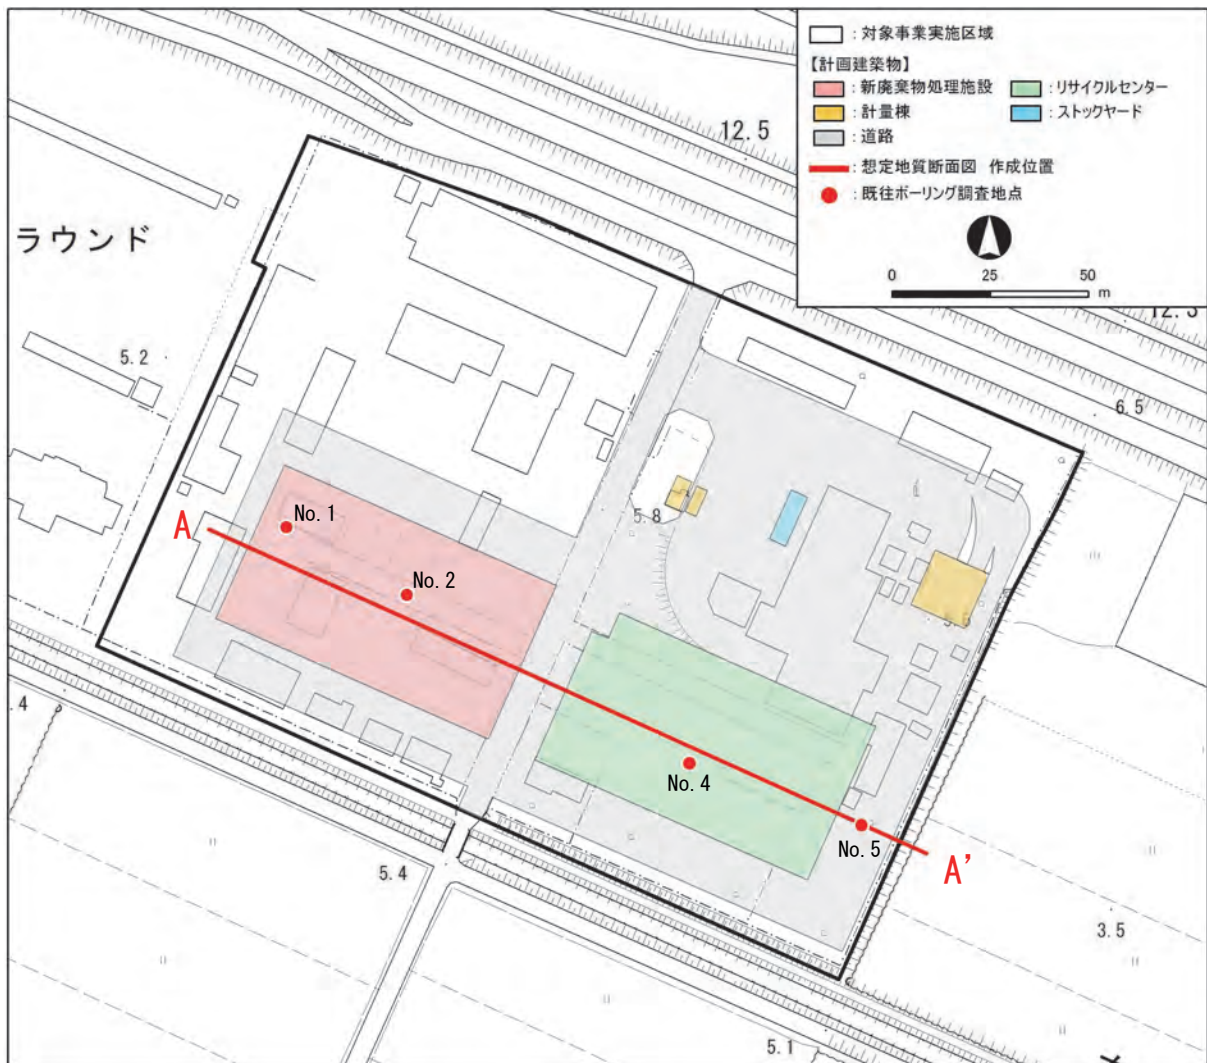 ：対象事業実施区域
【計画建築物】
：新廃棄物処理施設
：リサイクルセンター
：計量棟
：ストックヤード
：道路
：想定地質断面図 作成位置
：既往ボーリング調査地点
0 25 50
m
12.5
12.3
ラウンド
5.2
6.5
No. 1
A
No. 2
5.8
No. 4
No. 5
A'
.4
5.4
3.5
5.1